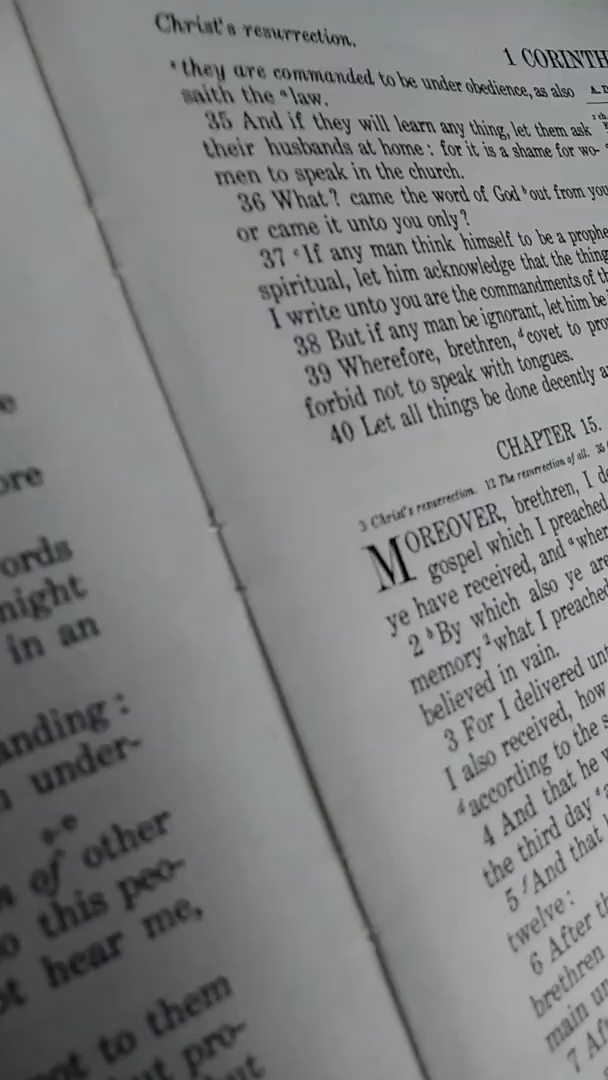 e
ore
ords
night
in an
anding:
under-
of other
this peo-
hear me,
to them
pro-
Christ's resurrection.
1 CORINTH
they are commanded to be under obedience, as also
saith the a law.
35 And if they will learn any thing, let them ask
their husbands at home: for it is a shame for wo-
men to speak in the church.
36 What? came the word of God b out from you
or came it unto you only?
37 c If any man think himself to be a prophe
spiritual, let him acknowledge that the thing
I write unto you are the commandments of th
38 But if any man be ignorant, let him be i
39 Wherefore, brethren, d covet to pro
forbid not to speak with tongues.
40 Let all things be done decently a
CHAPTER 15.
3 Christ's resurrection. 12 The resurrection of all. 35
MOREOVER, brethren, I de
gospel which I preached
ye have received, and a wher
2 b By which also ye are
memory 2 what I preached
believed in vain.
3 For I delivered unt
I also received, how
d according to the s
4 And that he w
the third day e a
5 f And that
twelve:
6 After th
brethren
main un
7 Aft